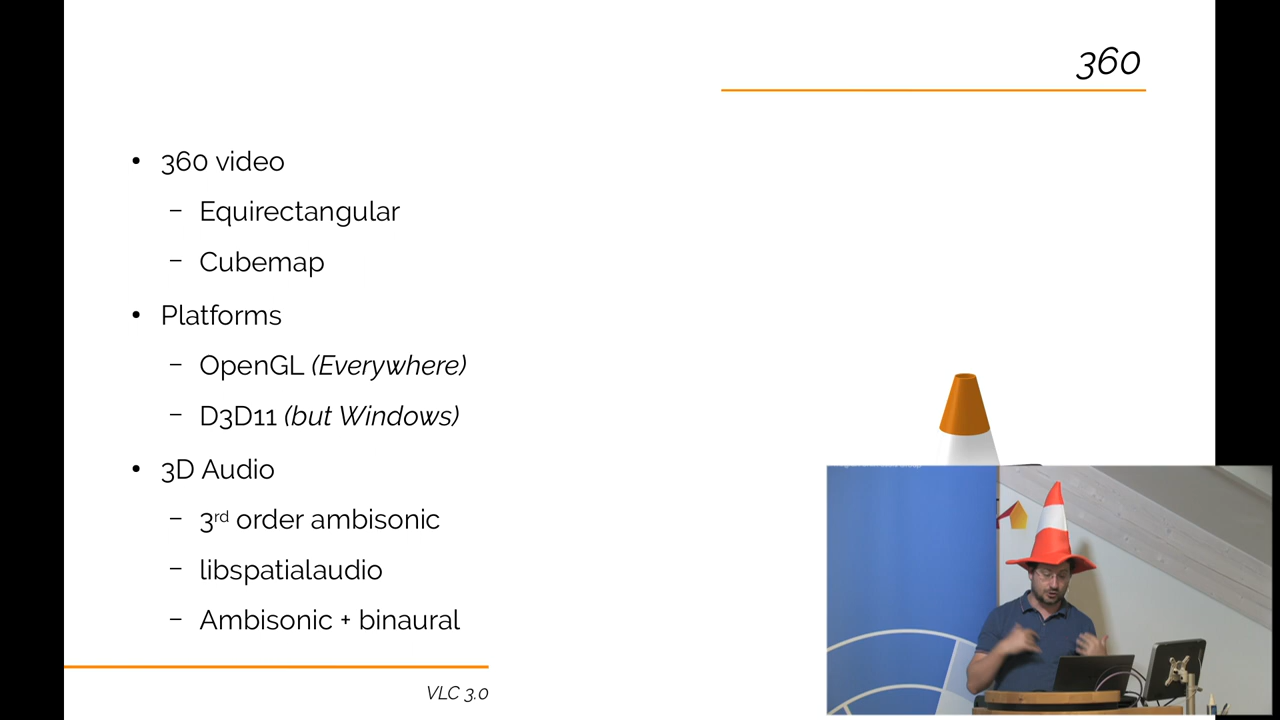 360
• 360 video
– Equirectangular
– Cubemap
• Platforms
– OpenGL (Everywhere)
– D3D11 (but Windows)
• 3D Audio
– 3rd order ambisonic
– libspatialaudio
– Ambisonic + binaural
VLC 3.0